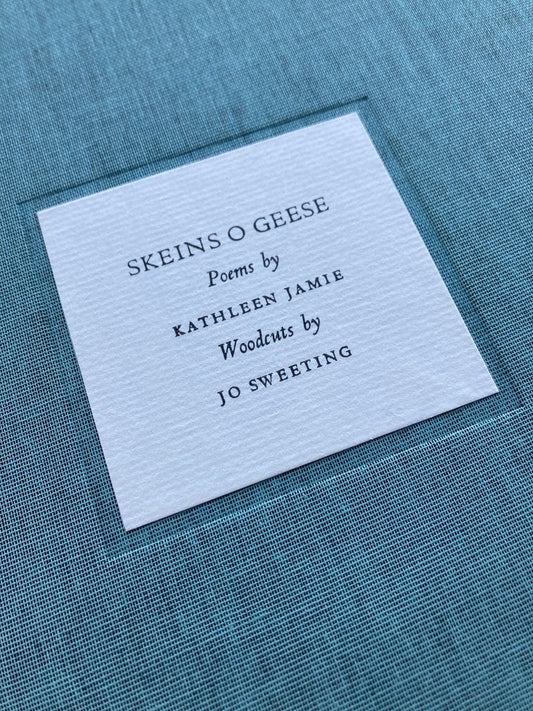 SKEINS O GEESE
Poems by
KATHLEEN JAMIE
Woodcuts by
JO SWEETING